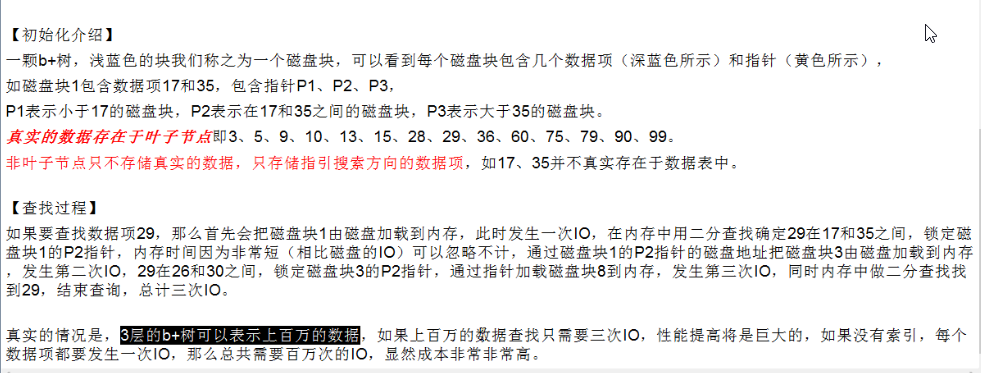 【初始化介绍】
一颗b+树，浅蓝色的块我们称之为一个磁盘块，可以看到每个磁盘块包含几个数据项（深蓝色所示）和指针（黄色所示），
如磁盘块1包含数据项17和35，包含指针P1、P2、P3，
P1表示小于17的磁盘块，P2表示在17和35之间的磁盘块，P3表示大于35的磁盘块。
真实的数据存在于叶子节点即3、5、9、10、13、15、28、29、36、60、75、79、90、99。
非叶子节点只不存储真实的数据，只存储指引搜索方向的数据项，如17、35并不真实存在于数据表中。
【查找过程】
如果要查找数据项29，那么首先会把磁盘块1由磁盘加载到内存，此时发生一次IO，在内存中用二分查找确定29在17和35之间，锁定磁
盘块1的P2指针，内存时间因为非常短（相比磁盘的IO）可以忽略不计，通过磁盘块1的P2指针的磁盘地址把磁盘块3由磁盘加载到内存
，发生第二次IO，29在26和30之间，锁定磁盘块3的P2指针，通过指针加载磁盘块8到内存，发生第三次IO，同时内存中做二分查找找
到29，结束查询，总计三次IO。
真实的情况是，3层的b+树可以表示上百万的数据，如果上百万的数据查找只需要三次IO，性能提高将是巨大的，如果没有索引，每个
数据项都要发生一次IO，那么总共需要百万次的IO，显然成本非常非常高。